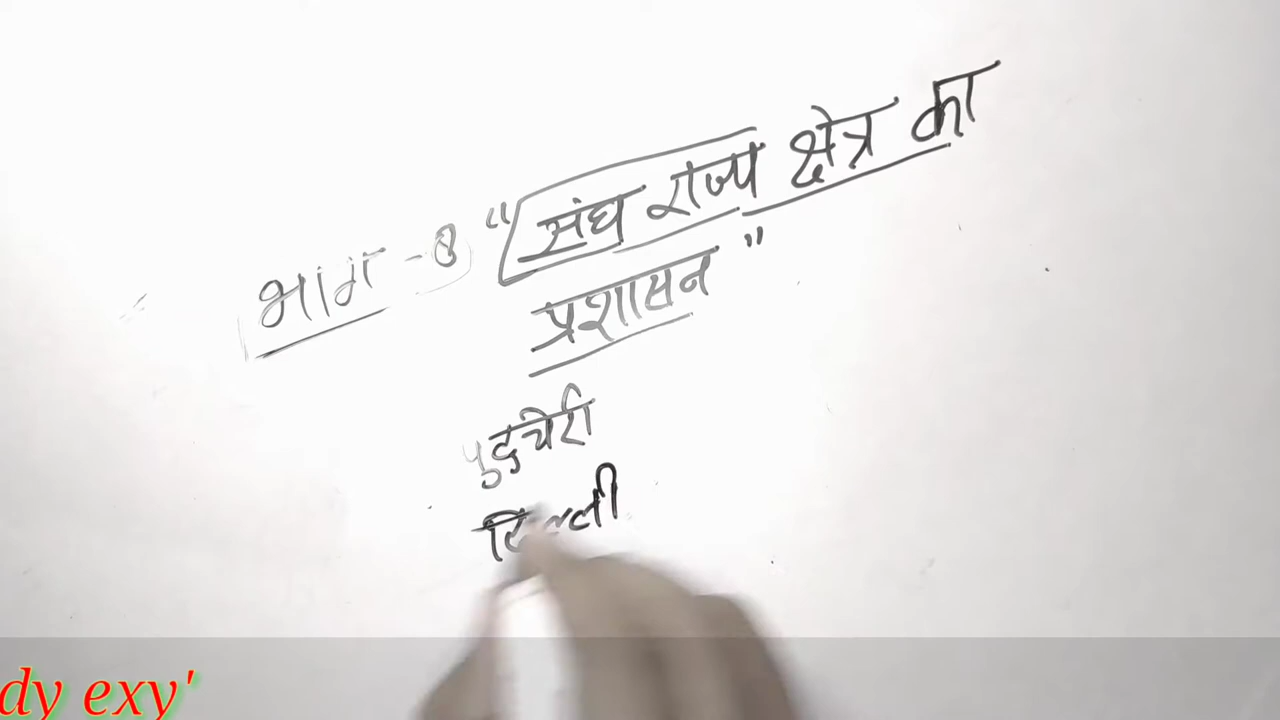 भाग - 8 "संघ राज्य क्षेत्र का
प्रशासन"
पुदुचेरी
दिल्ली
dy exy'